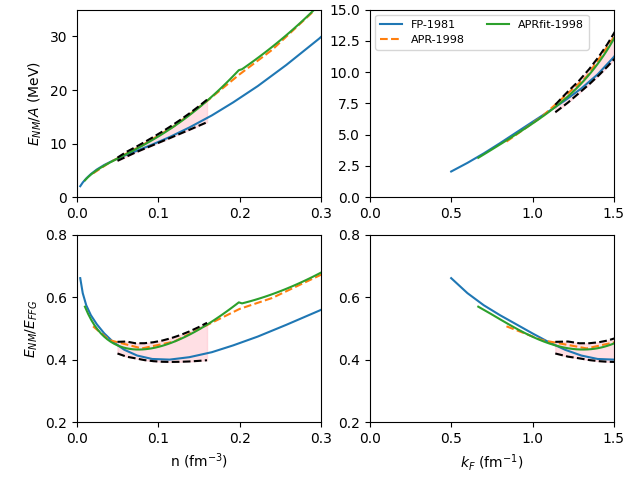 30
20
10
0
0.0 0.1 0.2 0.3
E_NM/A (MeV)
15.0
12.5
10.0
7.5
5.0
2.5
0.0
0.0 0.5 1.0 1.5
FP-1981
APR-1998
APRfit-1998
0.8
0.6
0.4
0.2
0.0 0.1 0.2 0.3
E_NM/E_FFG
n (fm⁻³)
0.8
0.6
0.4
0.2
0.0 0.5 1.0 1.5
k_F (fm⁻¹)